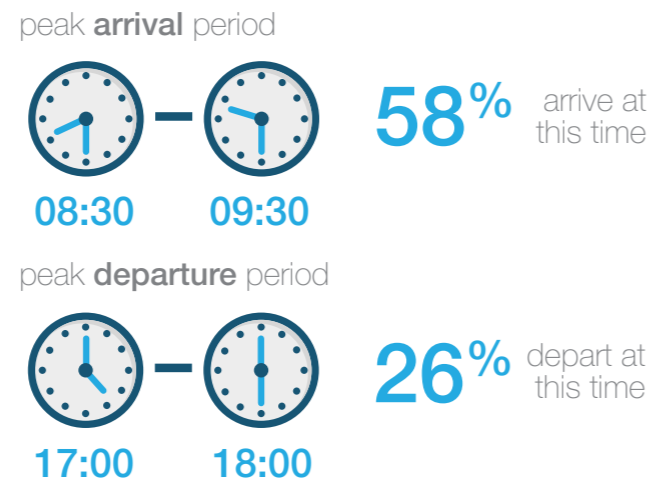 peak arrival period
58% arrive at
this time
08:30 09:30
peak departure period
26% depart at
this time
17:00 18:00